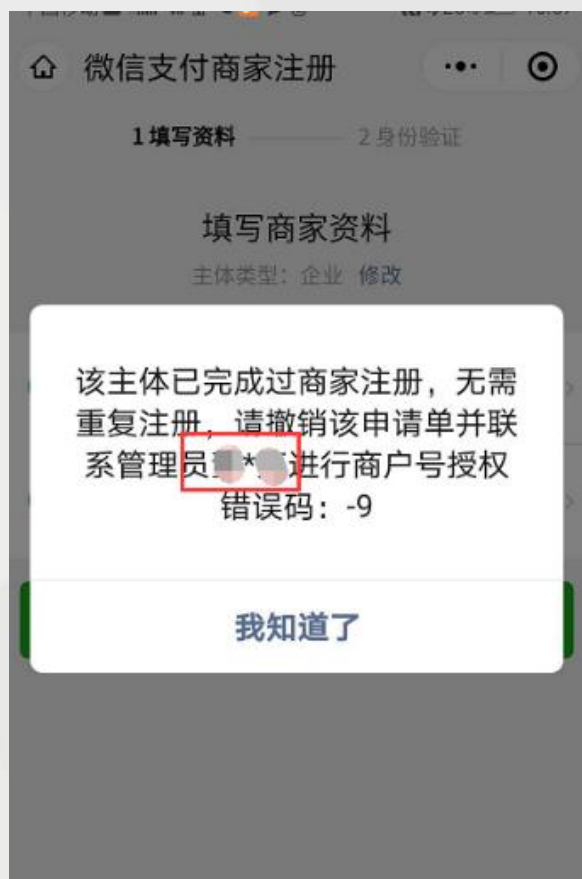 微信支付商家注册
1 填写资料
2 身份验证
填写商家资料
主体类型：企业 修改
该主体已完成过商家注册，无需
重复注册，请撤销该申请单并联
系管理员*进行商户号授权
错误码：-9
我知道了